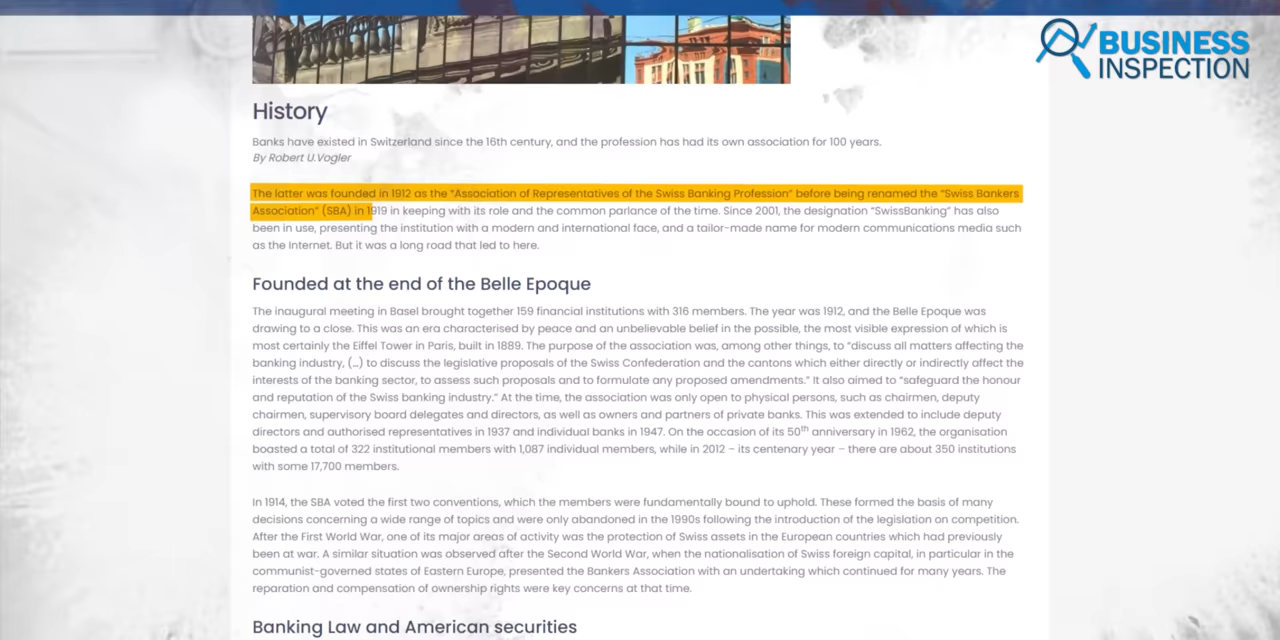 BUSINESS
INSPECTION
History
Banks have existed in Switzerland since the 16th century, and the profession has had its own association for 100 years.
By Robert U.Vogler
The latter was founded in 1912 as the “Association of Representatives of the Swiss Banking Profession” before being renamed the “Swiss Bankers
Association” (SBA) in 1919 in keeping with its role and the common parlance of the time. Since 2001, the designation “SwissBanking” has also
been in use, presenting the institution with a modern and international face, and a tailor-made name for modern communications media such
as the Internet. But it was a long road that led to here.
Founded at the end of the Belle Epoque
The inaugural meeting in Basel brought together 159 financial institutions with 316 members. The year was 1912, and the Belle Epoque was
drawing to a close. This was an era characterised by peace and an unbelievable belief in the possible, the most visible expression of which is
most certainly the Eiffel Tower in Paris, built in 1889. The purpose of the association was, among other things, to “discuss all matters affecting the
banking industry, (…) to discuss the legislative proposals of the Swiss Confederation and the cantons which either directly or indirectly affect the
interests of the banking sector, to assess such proposals and to formulate any proposed amendments.” It also aimed to “safeguard the honour
and reputation of the Swiss banking industry.” At the time, the association was only open to physical persons, such as chairmen, deputy
chairmen, supervisory board delegates and directors, as well as owners and partners of private banks. This was extended to include deputy
directors and authorised representatives in 1937 and individual banks in 1947. On the occasion of its 50th anniversary in 1962, the organisation
boasted a total of 322 institutional members with 1,087 individual members, while in 2012 – its centenary year – there are about 350 institutions
with some 17,700 members.
In 1914, the SBA voted the first two conventions, which the members were fundamentally bound to uphold. These formed the basis of many
decisions concerning a wide range of topics and were only abandoned in the 1990s following the introduction of the legislation on competition.
After the First World War, one of its major areas of activity was the protection of Swiss assets in the European countries which had previously
been at war. A similar situation was observed after the Second World War, when the nationalisation of Swiss foreign capital, in particular in the
communist-governed states of Eastern Europe, presented the Bankers Association with an undertaking which continued for many years. The
reparation and compensation of ownership rights were key concerns at that time.
Banking Law and American securities